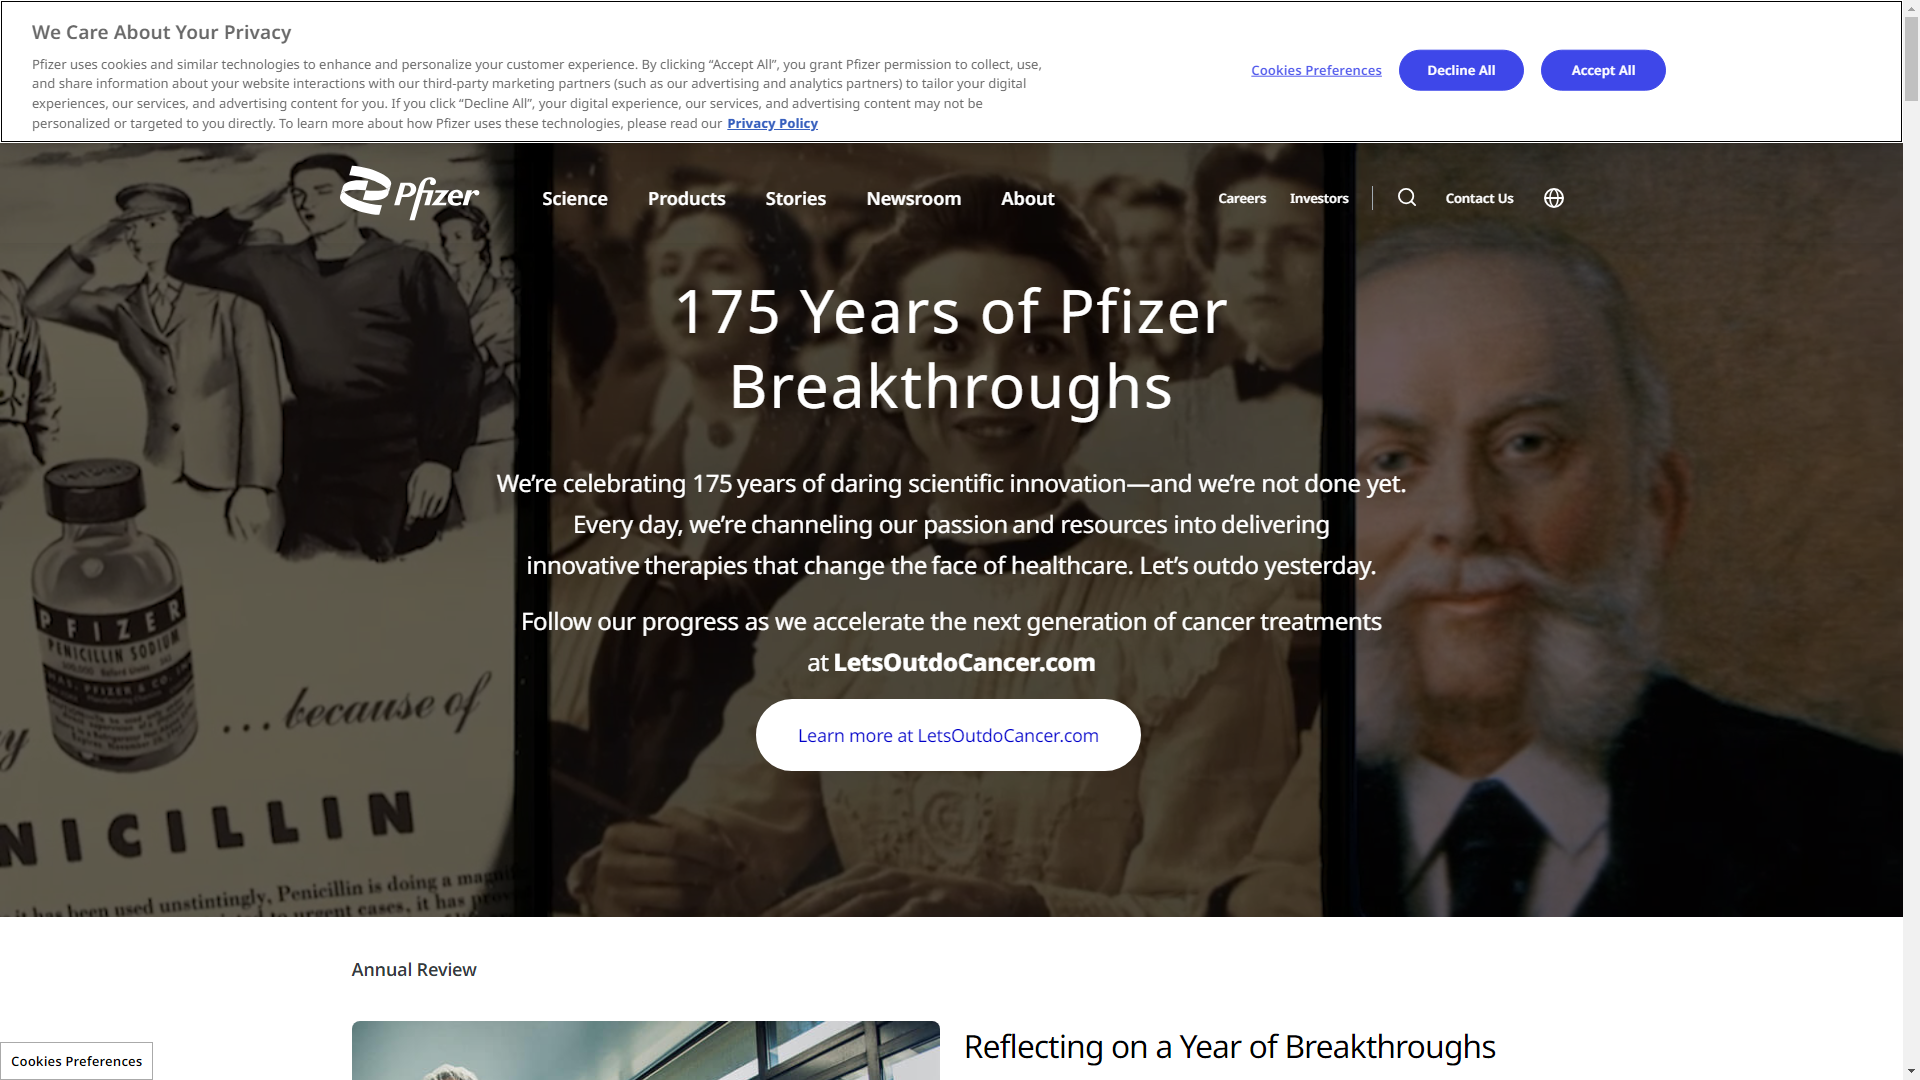 We Care About Your Privacy
Pfizer uses cookies and similar technologies to enhance and personalize your customer experience. By clicking “Accept All”, you grant Pfizer permission to collect, use,
and share information about your website interactions with our third-party marketing partners (such as our advertising and analytics partners) to tailor your digital
experiences, our services, and advertising content for you. If you click “Decline All”, your digital experience, our services, and advertising content may not be
personalized or targeted to you directly. To learn more about how Pfizer uses these technologies, please read our Privacy Policy
Cookies Preferences
Decline All
Accept All
Pfizer
Science
Products
Stories
Newsroom
About
Careers
Investors
Contact Us
175 Years of Pfizer
Breakthroughs
We’re celebrating 175 years of daring scientific innovation—and we’re not done yet.
Every day, we’re channeling our passion and resources into delivering
innovative therapies that change the face of healthcare. Let’s outdo yesterday.
Follow our progress as we accelerate the next generation of cancer treatments
at LetsOutdoCancer.com
Learn more at LetsOutdoCancer.com
PFIZER
PENICILLIN SODIUM
...because of
NICILLIN
has been used unstintingly, Penicillin is doing a
urgent cases, it has
Annual Review
Reflecting on a Year of Breakthroughs
Cookies Preferences